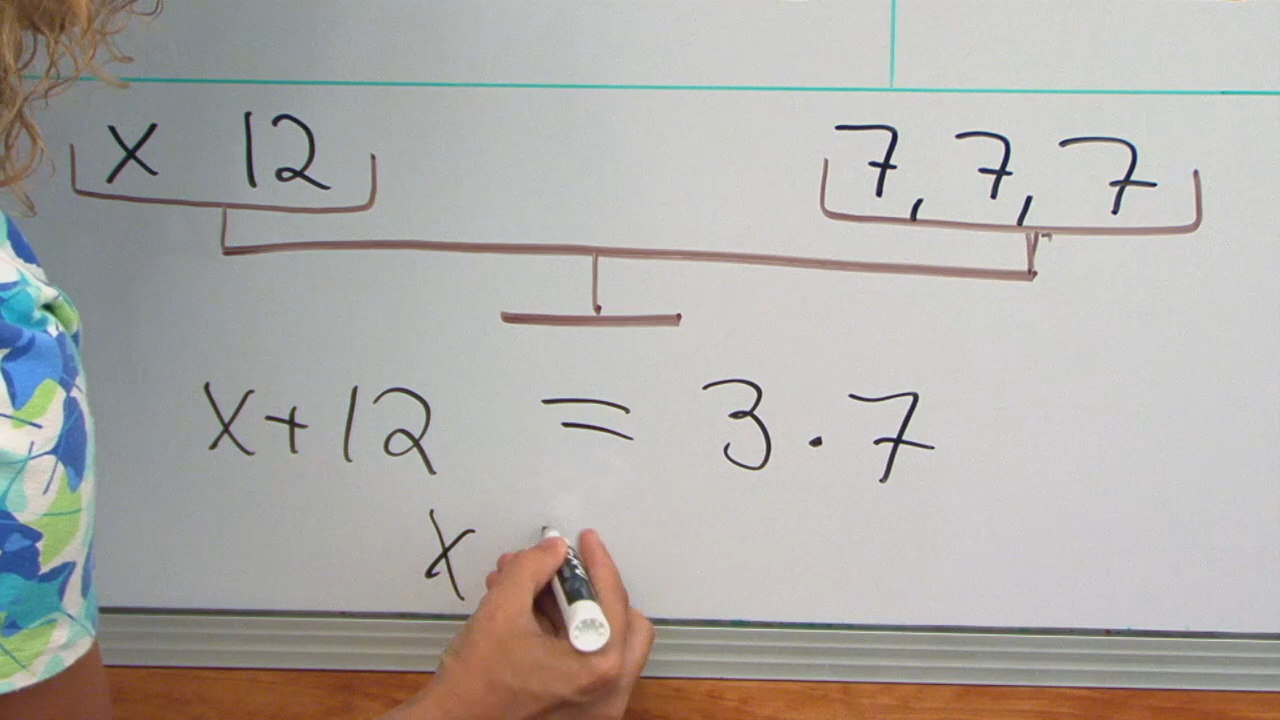 x 12 7, 7, 7
x+12 = 3 · 7
x